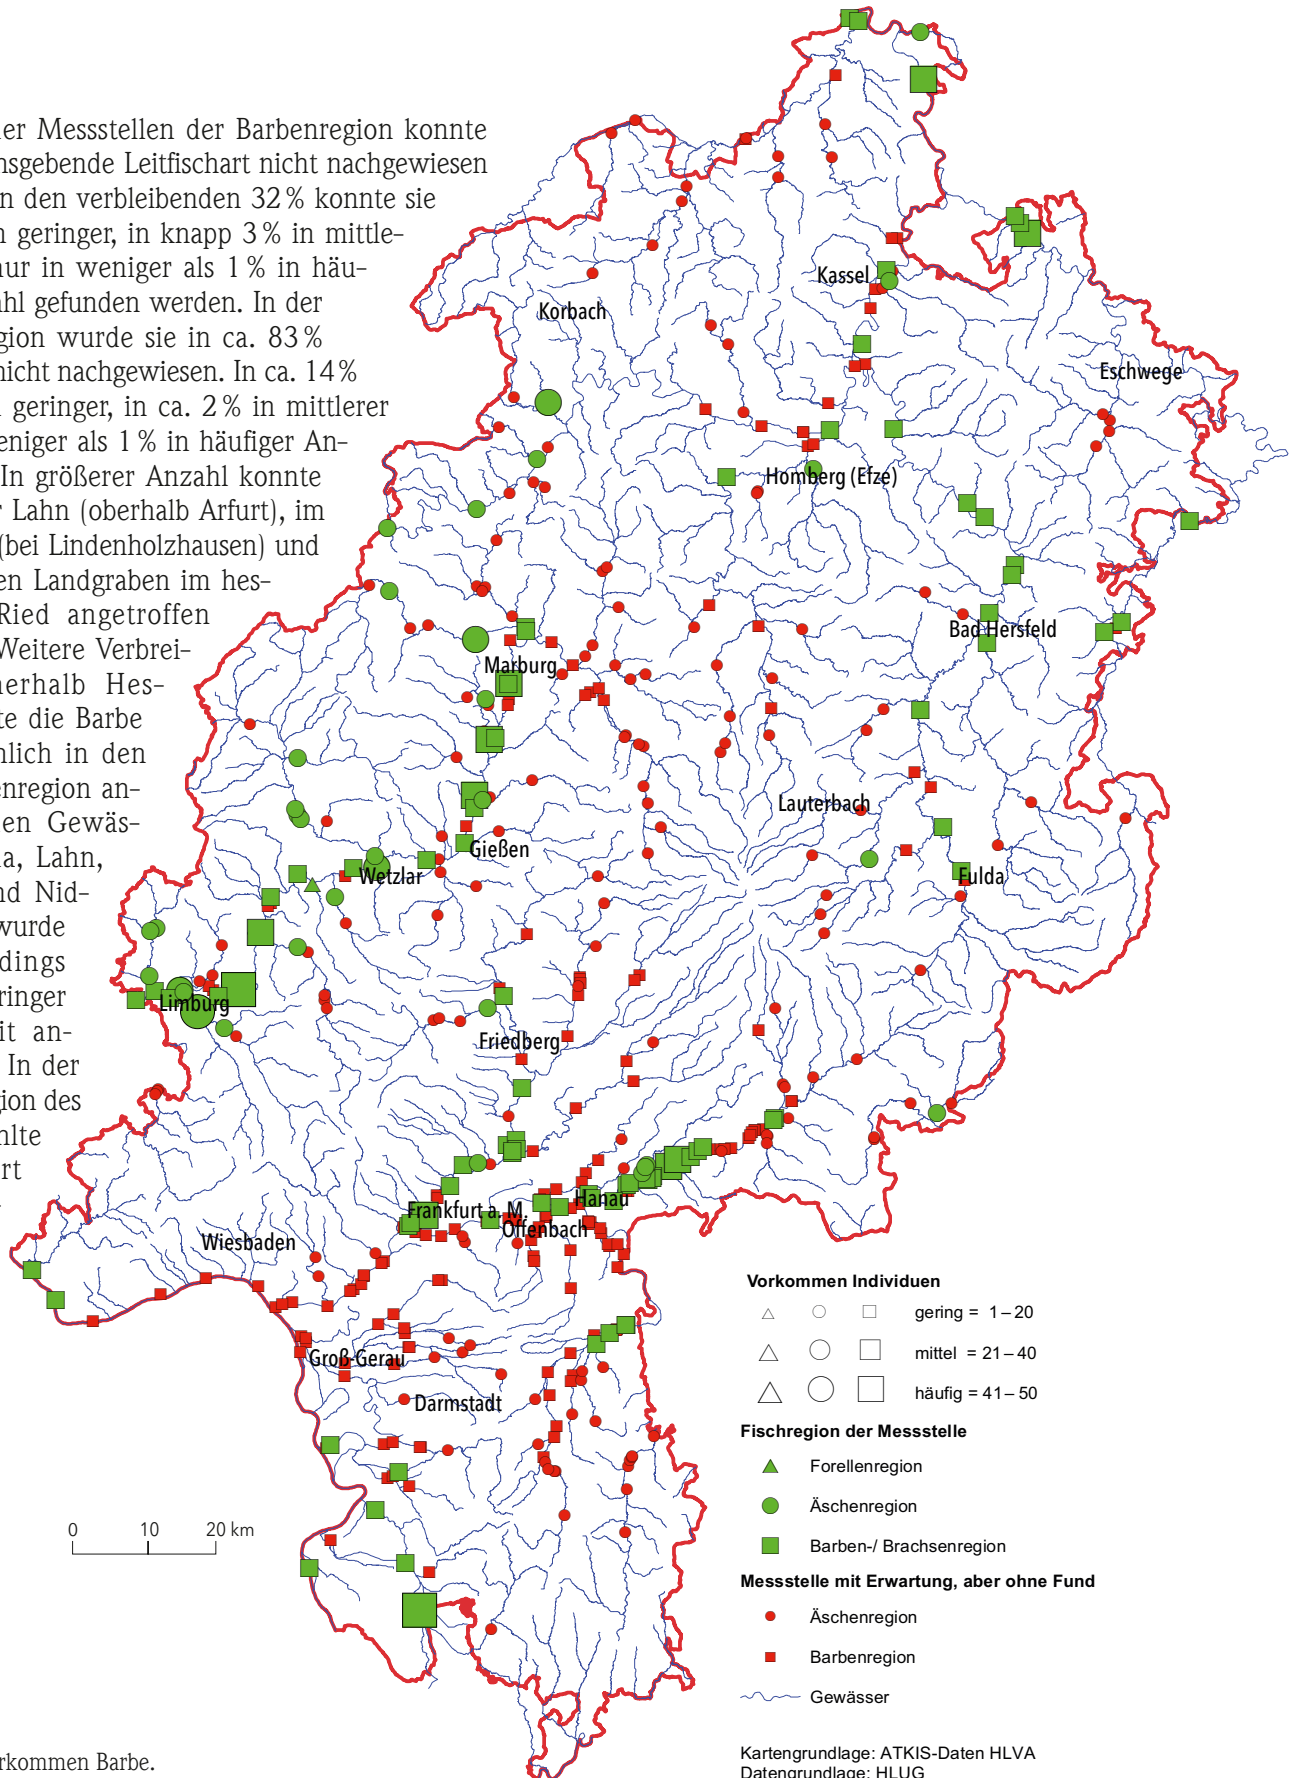 er Messstellen der Barbenregion konnte
nsgebende Leitfischart nicht nachgewiesen
n den verbleibenden 32 % konnte sie
geringer, in knapp 3 % in mittle-
nur in weniger als 1 % in häu-
hl gefunden werden. In der
gion wurde sie in ca. 83 %
nicht nachgewiesen. In ca. 14 %
geringer, in ca. 2 % in mittlerer
eniger als 1 % in häufiger An-
In größerer Anzahl konnte
r Lahn (oberhalb Arfurt), im
(bei Lindenholzhausen) und
en Landgraben im hes-
Ried angetroffen
Weitere Verbrei-
nerhalb Hes-
te die Barbe
nlich in den
enregion an-
en Gewäs-
a, Lahn,
nd Nid-
wurde
dings
ringer
it an-
In der
gion des
hlte
rt
Kassel
Korbach
Eschwege
Homberg (Efze)
Bad Hersfeld
Marburg
Lauterbach
Gießen
Wetzlar
Fulda
Limburg
Friedberg
Hanau
Frankfurt a. M.
Offenbach
Wiesbaden
Groß-Gerau
Darmstadt
0 10 20 km
Vorkommen Individuen
gering = 1–20
mittel = 21–40
häufig = 41–50
Fischregion der Messstelle
Forellenregion
Äschenregion
Barben-/ Brachsenregion
Messstelle mit Erwartung, aber ohne Fund
Äschenregion
Barbenregion
Gewässer
Kartengrundlage: ATKIS-Daten HLVA
Datengrundlage: HLUG
rkommen Barbe.